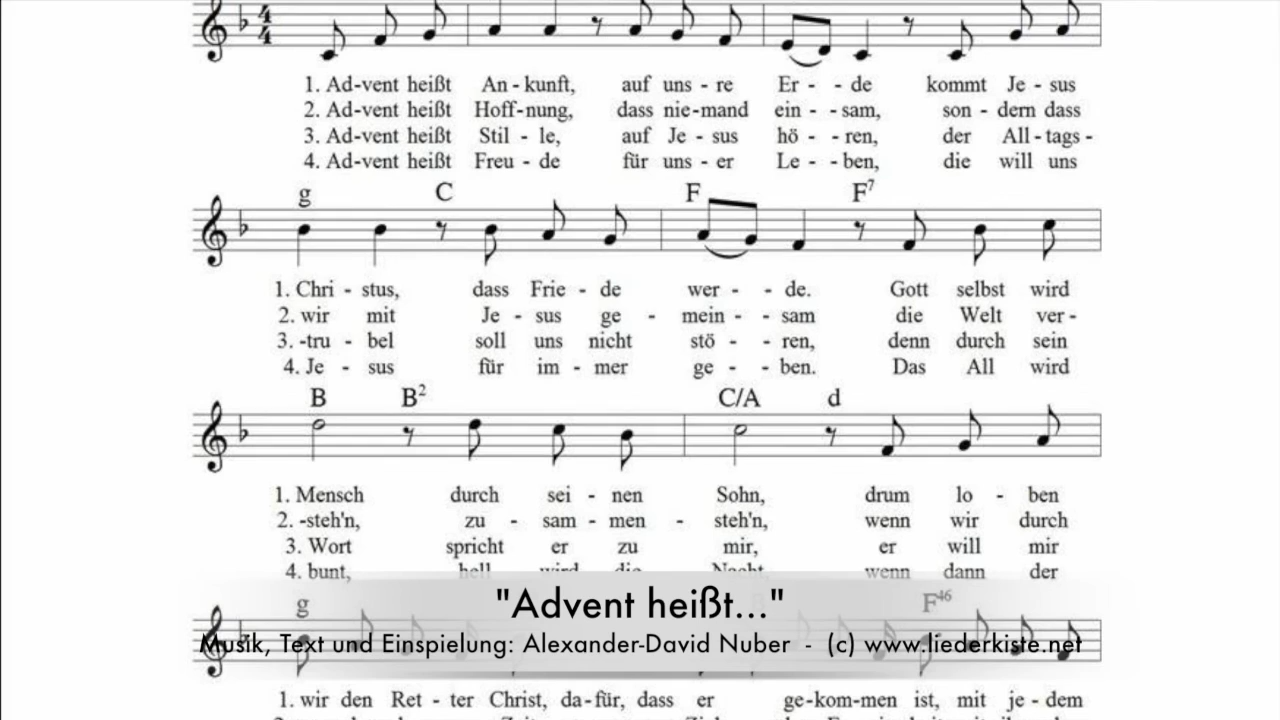 1. Ad-vent heißt An - kunft, auf uns - re Er - - de kommt Je - sus
2. Ad-vent heißt Hoff-nung, dass nie-mand ein - - sam, son - dern dass
3. Ad-vent heißt Stil - le, auf Je - sus hö - - ren, der All - tags -
4. Ad-vent heißt Freu - de für uns - er Le - - ben, die will uns
g C F F7
1. Chri - stus, dass Frie - de wer - - de. Gott selbst wird
2. wir mit Je - sus ge - mein - - sam die Welt ver -
3. -tru - bel soll uns nicht stö - - ren, denn durch sein
4. Je - sus für im - mer ge - - ben. Das All wird
B B2 C/A d
1. Mensch durch sei - nen Sohn, drum lo - ben
2. -steh'n, zu - sam - men - steh'n, wenn wir durch
3. Wort spricht er zu mir, er will mir
4. bunt, hell wird die Nacht, wenn dann der
g F46
"Advent heißt..."
Musik, Text und Einspielung: Alexander-David Nuber - (c) www.liederkiste.net
1. wir den Ret - ter Christ, da-für, dass er ge-kom-men ist, mit je - dem